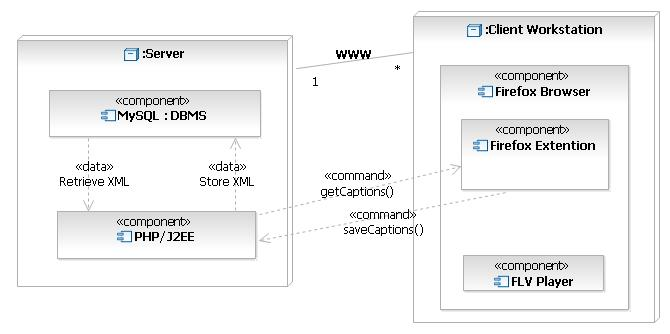 :Server
«component»
MySQL : DBMS
«data»
Retrieve XML
«data»
Store XML
«component»
PHP/J2EE
WWW
1
*
«command»
getCaptions()
«command»
saveCaptions()
:Client Workstation
«component»
Firefox Browser
«component»
Firefox Extention
«component»
FLV Player